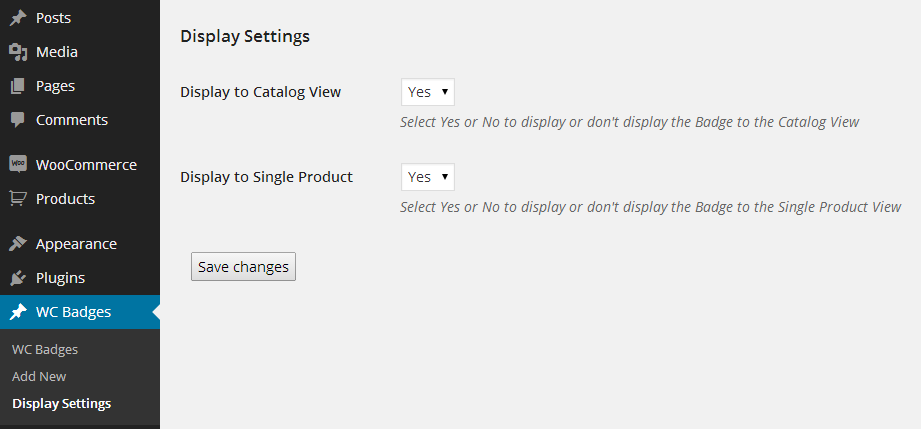 Posts
Media
Pages
Comments
Woo
WooCommerce
Products
Appearance
Plugins
WC Badges
WC Badges
Add New
Display Settings
Display Settings
Display to Catalog View
Yes
Select Yes or No to display or don't display the Badge to the Catalog View
Display to Single Product
Yes
Select Yes or No to display or don't display the Badge to the Single Product View
Save changes